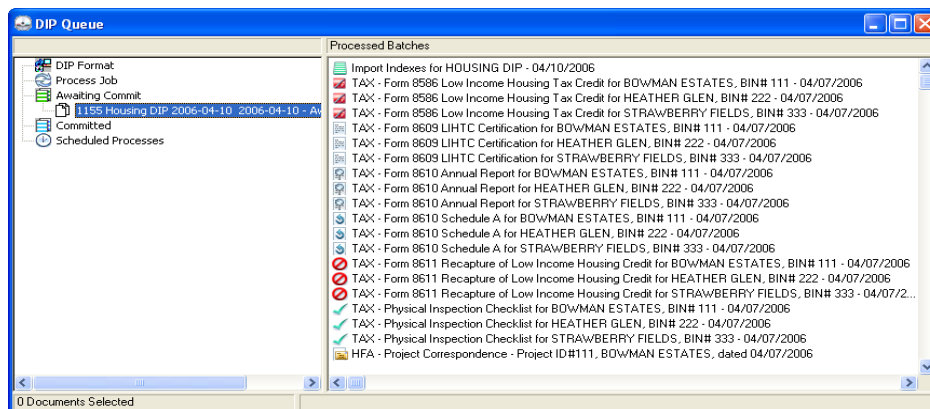 DIP Queue
Processed Batches
DIP Format
Process Job
Awaiting Commit
1155 Housing DIP 2006-04-10 2006-04-10 - Aw
Committed
Scheduled Processes
Import Indexes for HOUSING DIP - 04/10/2006
TAX - Form 8586 Low Income Housing Tax Credit for BOWMAN ESTATES, BIN# 111 - 04/07/2006
TAX - Form 8586 Low Income Housing Tax Credit for HEATHER GLEN, BIN# 222 - 04/07/2006
TAX - Form 8586 Low Income Housing Tax Credit for STRAWBERRY FIELDS, BIN# 333 - 04/07/2006
TAX - Form 8609 LIHTC Certification for BOWMAN ESTATES, BIN# 111 - 04/07/2006
TAX - Form 8609 LIHTC Certification for HEATHER GLEN, BIN# 222 - 04/07/2006
TAX - Form 8609 LIHTC Certification for STRAWBERRY FIELDS, BIN# 333 - 04/07/2006
TAX - Form 8610 Annual Report for BOWMAN ESTATES, BIN# 111 - 04/07/2006
TAX - Form 8610 Annual Report for HEATHER GLEN, BIN# 222 - 04/07/2006
TAX - Form 8610 Annual Report for STRAWBERRY FIELDS, BIN# 333 - 04/07/2006
TAX - Form 8610 Schedule A for BOWMAN ESTATES, BIN# 111 - 04/07/2006
TAX - Form 8610 Schedule A for HEATHER GLEN, BIN# 222 - 04/07/2006
TAX - Form 8610 Schedule A for STRAWBERRY FIELDS, BIN# 333 - 04/07/2006
TAX - Form 8611 Recapture of Low Income Housing Credit for BOWMAN ESTATES, BIN# 111 - 04/07/2006
TAX - Form 8611 Recapture of Low Income Housing Credit for HEATHER GLEN, BIN# 222 - 04/07/2006
TAX - Form 8611 Recapture of Low Income Housing Credit for STRAWBERRY FIELDS, BIN# 333 - 04/07/2...
TAX - Physical Inspection Checklist for BOWMAN ESTATES, BIN# 111 - 04/07/2006
TAX - Physical Inspection Checklist for HEATHER GLEN, BIN# 222 - 04/07/2006
TAX - Physical Inspection Checklist for STRAWBERRY FIELDS, BIN# 333 - 04/07/2006
HFA - Project Correspondence - Project ID#111, BOWMAN ESTATES, dated 04/07/2006
0 Documents Selected